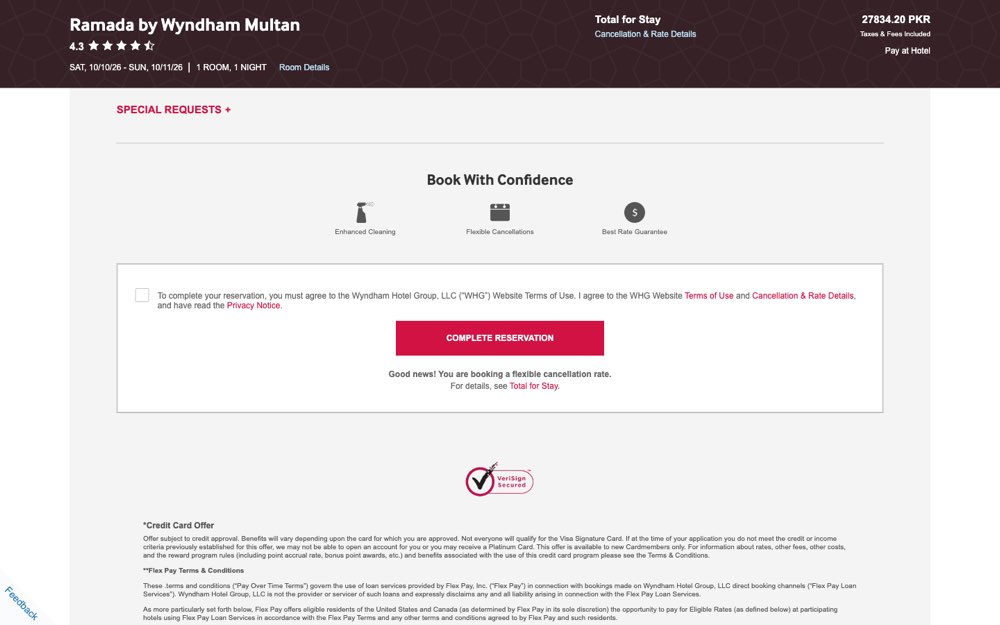 Ramada by Wyndham Multan
4.3
SAT, 10/10/26 - SUN, 10/11/26 | 1 ROOM, 1 NIGHT Room Details
Total for Stay
Cancellation & Rate Details
27834.20 PKR
Taxes & Fees Included
Pay at Hotel
SPECIAL REQUESTS +
Book With Confidence
Enhanced Cleaning
Flexible Cancellations
$
Best Rate Guarantee
To complete your reservation, you must agree to the Wyndham Hotel Group, LLC ("WHG") Website Terms of Use. I agree to the WHG Website Terms of Use and Cancellation & Rate Details,
and have read the Privacy Notice.
COMPLETE RESERVATION
Good news! You are booking a flexible cancellation rate.
For details, see Total for Stay.
VeriSign
Secured
*Credit Card Offer
Offer subject to credit approval. Benefits will vary depending upon the card for which you are approved. Not everyone will qualify for the Visa Signature Card. If at the time of your application you do not meet the credit or income
criteria previously established for this offer, we may not be able to open an account for you or you may receive a Platinum Card. This offer is available to new Cardmembers only. For information about rates, other fees, other costs,
and the reward program rules (including point accrual rate, bonus point awards, etc.) and benefits associated with the use of this credit card program please see the Terms & Conditions.
**Flex Pay Terms & Conditions
These .terms and conditions ("Pay Over Time Terms") govern the use of loan services provided by Flex Pay, Inc. ("Flex Pay") in connection with bookings made on Wyndham Hotel Group, LLC direct booking channels ("Flex Pay Loan
Services"). Wyndham Hotel Group, LLC is not the provider or servicer of such loans and expressly disclaims any and all liability arising in connection with the Flex Pay Loan Services.
As more particularly set forth below, Flex Pay offers eligible residents of the United States and Canada (as determined by Flex Pay in its sole discretion) the opportunity to pay for Eligible Rates (as defined below) at participating
hotels using Flex Pay Loan Services in accordance with the Flex Pay Terms and any other terms and conditions agreed to by Flex Pay and such residents.
Feedback